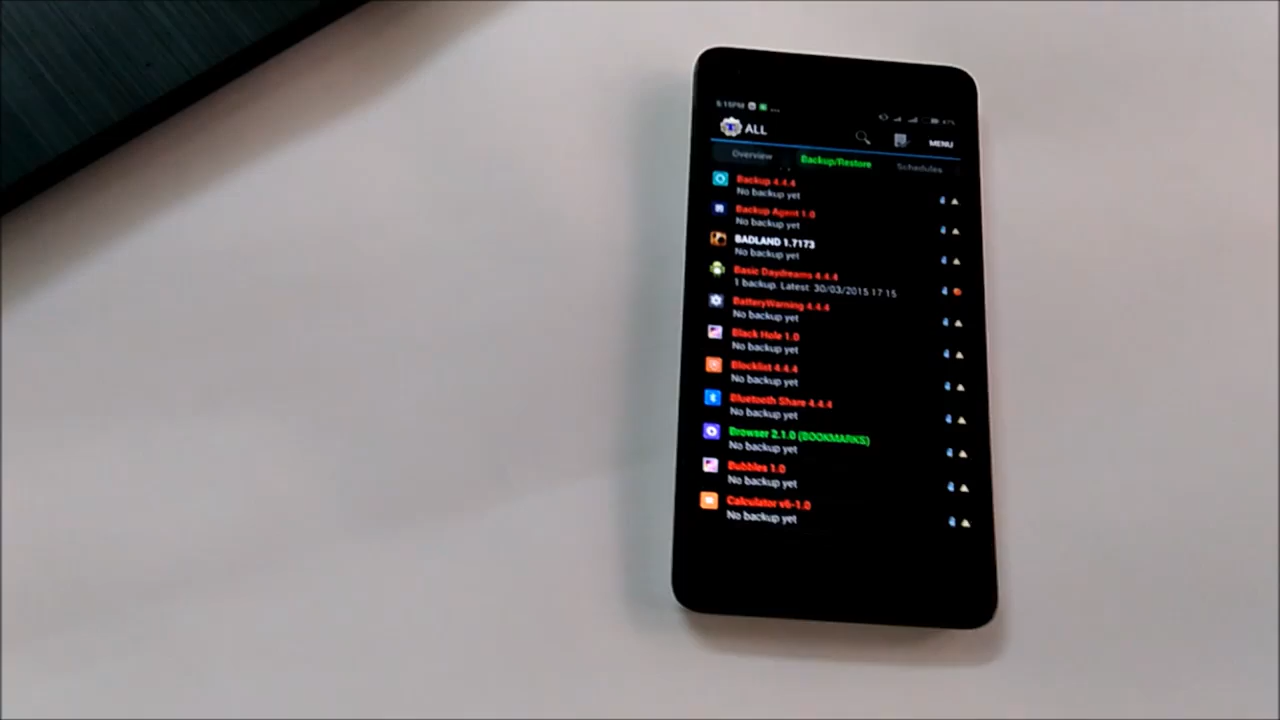 6:15PM ...
ALL
MENU
Overview
Backup/Restore
Schedules
Backup 4.4.4
No backup yet
Backup Agent 1.0
No backup yet
BADLAND 1.7173
No backup yet
Basic Daydreams 4.4.4
1 backup. Latest: 30/03/2015 17:15
BatteryWarning 4.4.4
No backup yet
Black Hole 1.0
No backup yet
Blocklist 4.4.4
No backup yet
Bluetooth Share 4.4.4
No backup yet
Browser 2.1.0 (BOOKMARKS)
No backup yet
Bubbles 1.0
No backup yet
Calculator v6-1.0
No backup yet